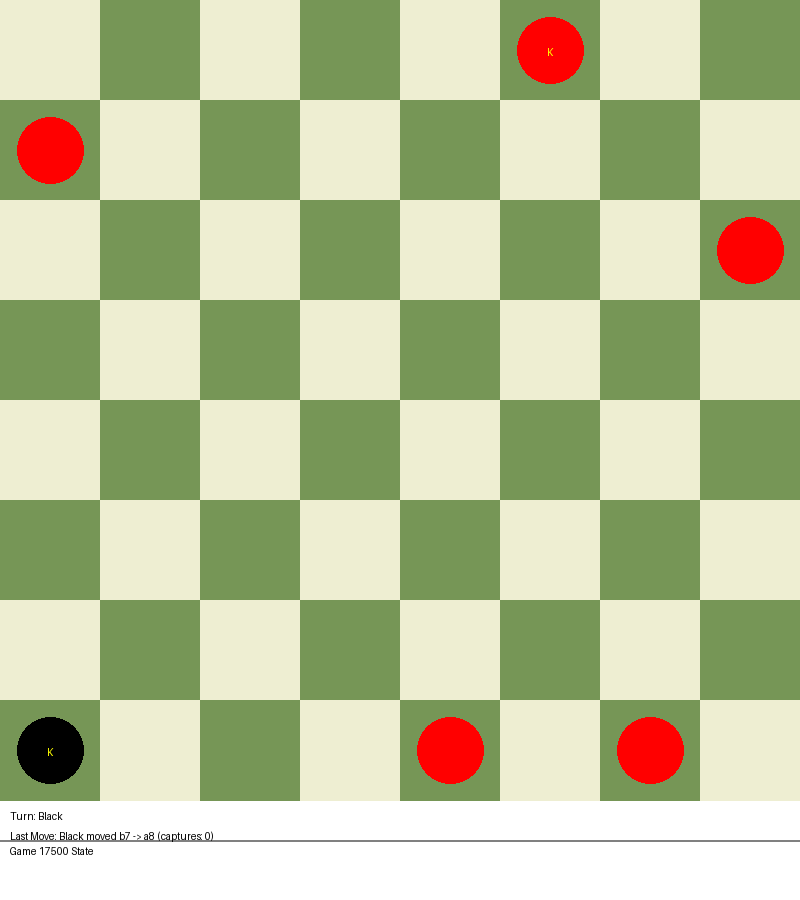 K
K
Turn: Black
Last Move: Black moved b7 -> a8 (captures: 0)
Game 17500 State